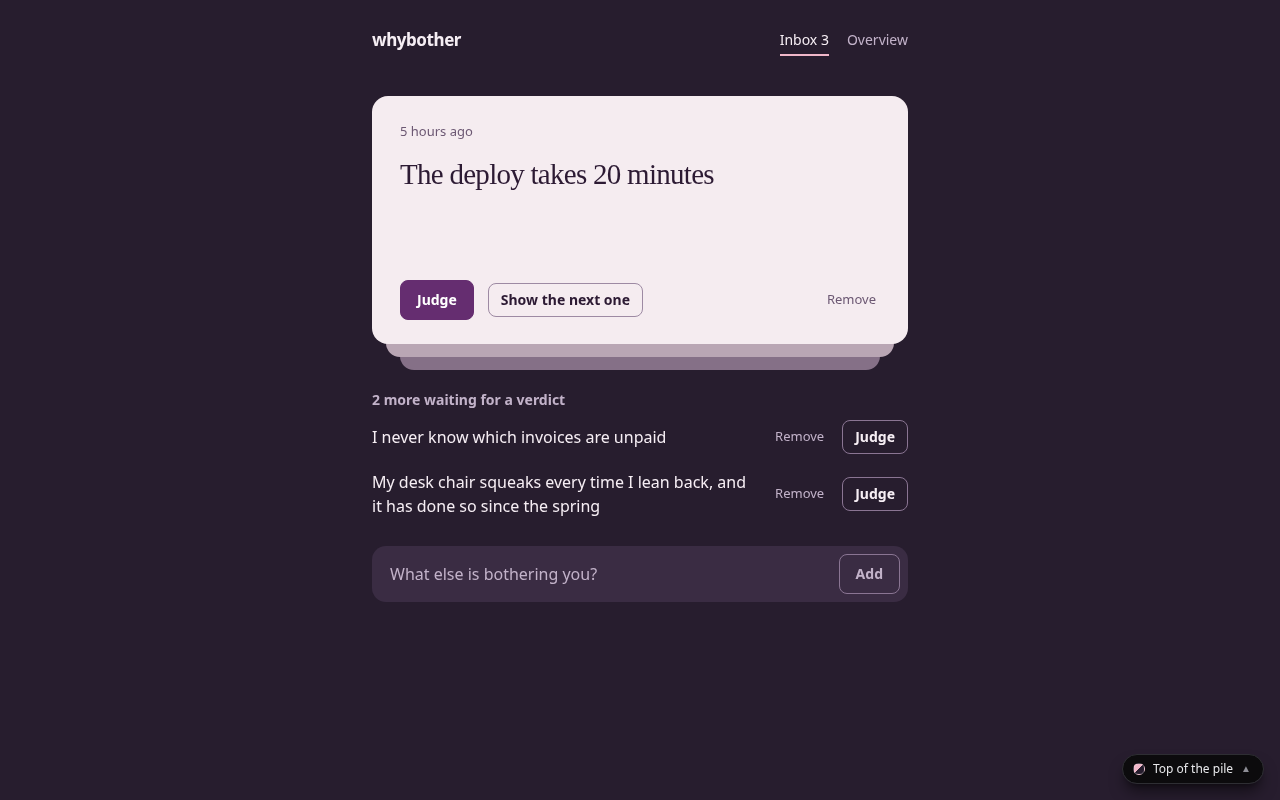 whybother
Inbox 3
Overview
5 hours ago
The deploy takes 20 minutes
Judge
Show the next one
Remove
2 more waiting for a verdict
I never know which invoices are unpaid
Remove
Judge
My desk chair squeaks every time I lean back, and
it has done so since the spring
Remove
Judge
What else is bothering you?
Add
Top of the pile